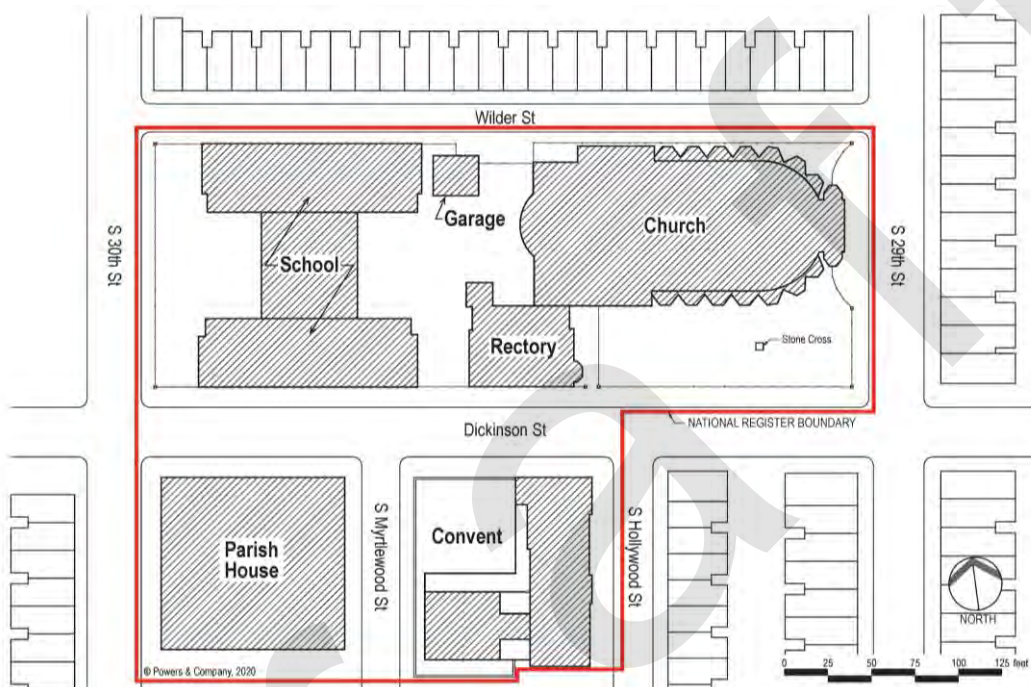 Wilder St
S 30th St
Garage
Church
S 29th St
School
Rectory
Stone Cross
NATIONAL REGISTER BOUNDARY
Dickinson St
Parish
House
S Myrtlewood St
Convent
S Hollywood St
NORTH
© Powers & Company, 2020
0 25 50 75 100 125 feet